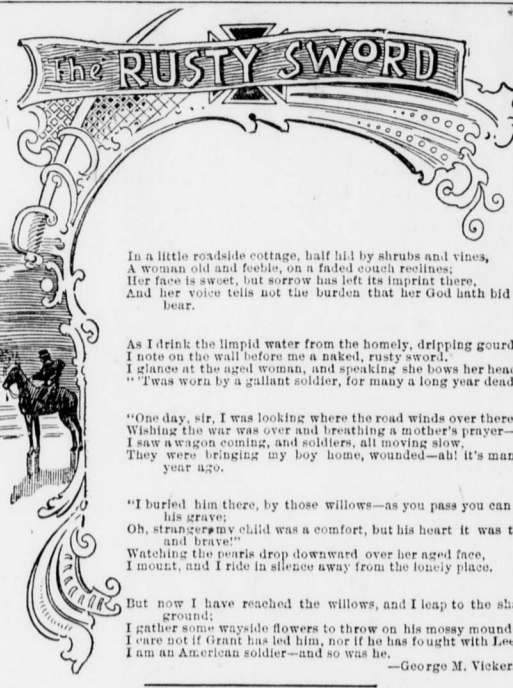 The RUSTY SWORD
In a little roadside cottage, half hid by shrubs and vines,
A woman old and feeble, on a faded couch reclines;
Her face is sweet, but sorrow has left its imprint there,
And her voice tells not the burden that her God hath bid
bear.
As I drink the limpid water from the homely, dripping gourd
I note on the wall before me a naked, rusty sword.
I glance at the aged woman, and speaking she bows her head
" 'Twas worn by a gallant soldier, for many a long year dead
"One day, sir, I was looking where the road winds over there
Wishing the war was over and breathing a mother's prayer—
I saw a wagon coming, and soldiers, all moving slow,
They were bringing my boy home, wounded—ah! it's man
year ago.
"I buried him there, by those willows—as you pass you can
his grave;
Oh, stranger, my child was a comfort, but his heart it was t
and brave!"
Watching the pearls drop downward over her aged face,
I mount, and I ride in silence away from the lonely place.
But now I have reached the willows, and I leap to the sha
ground;
I gather some wayside flowers to throw on his mossy mound
I care not if Grant has led him, nor if he has fought with Lee
I am an American soldier—and so was he.
—George M. Vicker